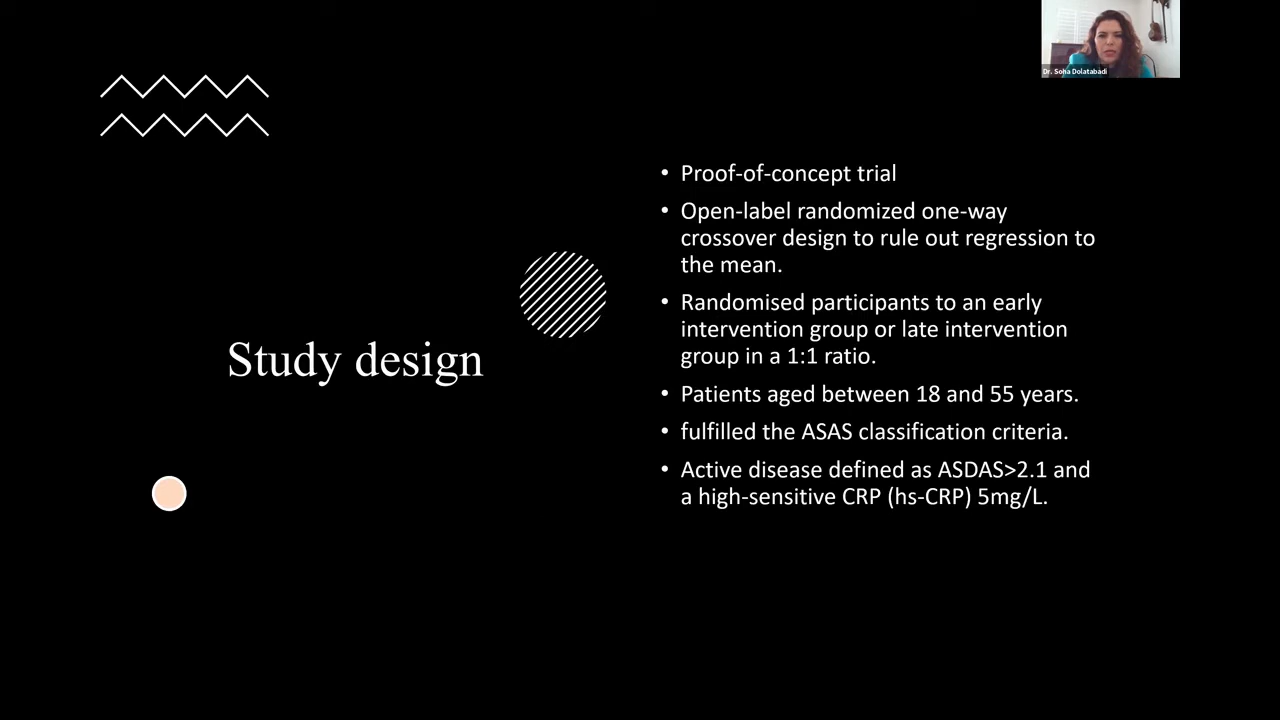 Dr. Soha Dolatabadi
Study design
• Proof-of-concept trial
• Open-label randomized one-way
crossover design to rule out regression to
the mean.
• Randomised participants to an early
intervention group or late intervention
group in a 1:1 ratio.
• Patients aged between 18 and 55 years.
• fulfilled the ASAS classification criteria.
• Active disease defined as ASDAS>2.1 and
a high-sensitive CRP (hs-CRP) 5mg/L.